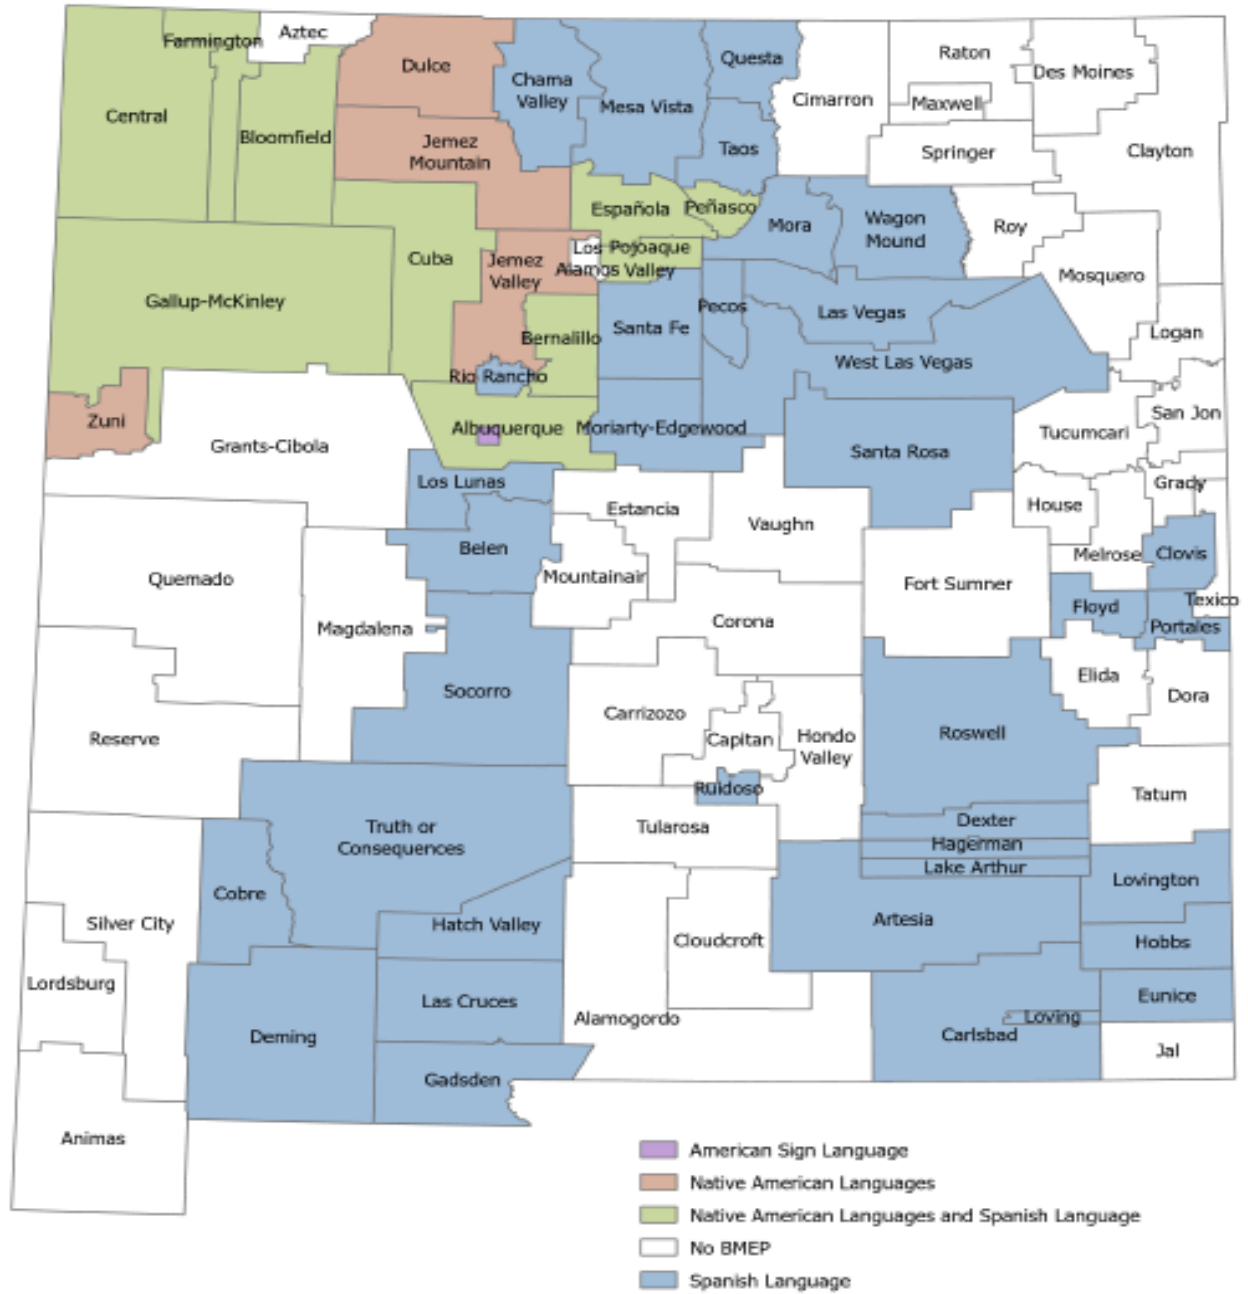 Farmington
Aztec
Dulce
Chama
Valley
Mesa Vista
Questa
Cimarron
Raton
Des Moines
Maxwell
Central
Bloomfield
Jemez
Mountain
Taos
Springer
Clayton
Española
Peñasco
Mora
Wagon
Mound
Roy
Cuba
Jemez
Valley
Los
Alamos
Pojoaque
Valley
Mosquero
Gallup-McKinley
Bernalillo
Santa Fe
Pecos
Las Vegas
Logan
West Las Vegas
Rio Rancho
Zuni
Grants-Cibola
Albuquerque
Moriarty-Edgewood
Santa Rosa
Tucumcari
San Jon
Los Lunas
Estancia
Vaughn
House
Grady
Belen
Mountainair
Fort Sumner
Melrose
Clovis
Quemado
Magdalena
Corona
Floyd
Texico
Portales
Socorro
Carrizozo
Capitan
Hondo
Valley
Roswell
Elida
Dora
Reserve
Ruidoso
Tatum
Truth or
Consequences
Tularosa
Dexter
Hagerman
Lake Arthur
Lovington
Cobre
Silver City
Hatch Valley
Cloudcroft
Artesia
Hobbs
Lordsburg
Las Cruces
Alamogordo
Eunice
Deming
Loving
Carlsbad
Jal
Gadsden
Animas
American Sign Language
Native American Languages
Native American Languages and Spanish Language
No BMEP
Spanish Language